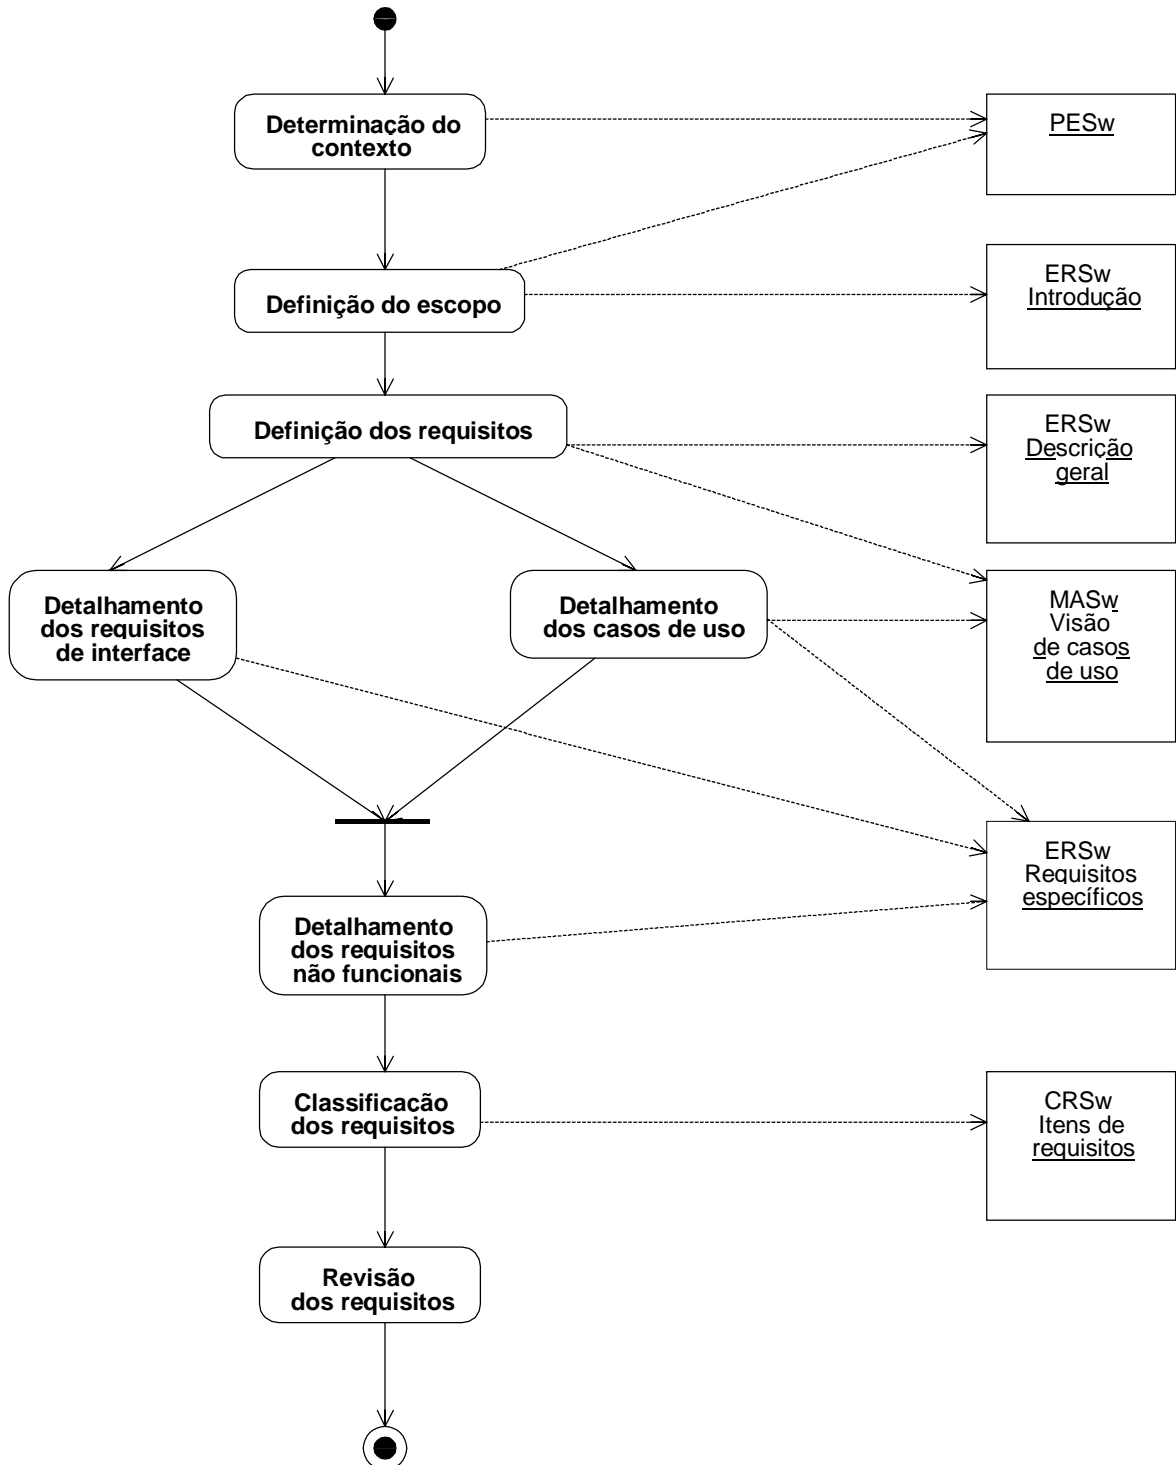 Determinação do
contexto
PESw
Definição do escopo
ERSw
Introdução
Definição dos requisitos
ERSw
Descrição
geral
Detalhamento
dos requisitos
de interface
Detalhamento
dos casos de uso
MASw
Visão
de casos
de uso
ERSw
Requisitos
específicos
Detalhamento
dos requisitos
não funcionais
Classificação
dos requisitos
CRSw
Itens de
requisitos
Revisão
dos requisitos